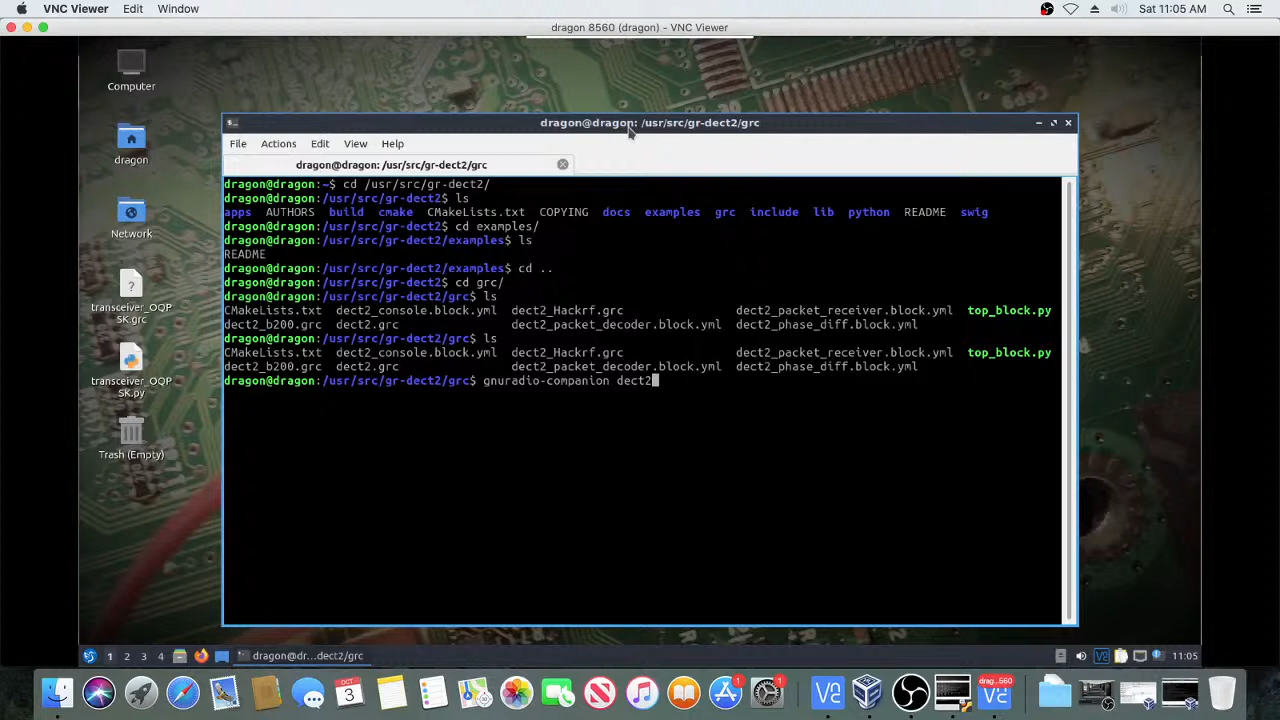 VNC Viewer Edit Window Sat 11:05 AM
dragon 8560 (dragon) - VNC Viewer
Computer
dragon
Network
transceiver_OQP
SK.grc
transceiver_OQP
SK.py
Trash (Empty)
dragon@dragon: /usr/src/gr-dect2/grc
File Actions Edit View Help
dragon@dragon: /usr/src/gr-dect2/grc
dragon@dragon:~$ cd /usr/src/gr-dect2/
dragon@dragon:/usr/src/gr-dect2$ ls
apps AUTHORS build cmake CMakeLists.txt COPYING docs examples grc include lib python README swig
dragon@dragon:/usr/src/gr-dect2$ cd examples/
dragon@dragon:/usr/src/gr-dect2/examples$ ls
README
dragon@dragon:/usr/src/gr-dect2/examples$ cd ..
dragon@dragon:/usr/src/gr-dect2$ cd grc/
dragon@dragon:/usr/src/gr-dect2/grc$ ls
CMakeLists.txt dect2_console.block.yml dect2_Hackrf.grc dect2_packet_receiver.block.yml top_block.py
dect2_b200.grc dect2.grc dect2_packet_decoder.block.yml dect2_phase_diff.block.yml
dragon@dragon:/usr/src/gr-dect2/grc$ ls
CMakeLists.txt dect2_console.block.yml dect2_Hackrf.grc dect2_packet_receiver.block.yml top_block.py
dect2_b200.grc dect2.grc dect2_packet_decoder.block.yml dect2_phase_diff.block.yml
dragon@dragon:/usr/src/gr-dect2/grc$ gnuradio-companion dect2
1 2 3 4 dragon@dr...dect2/grc 11:05
OCT
3
1
1
drag...560